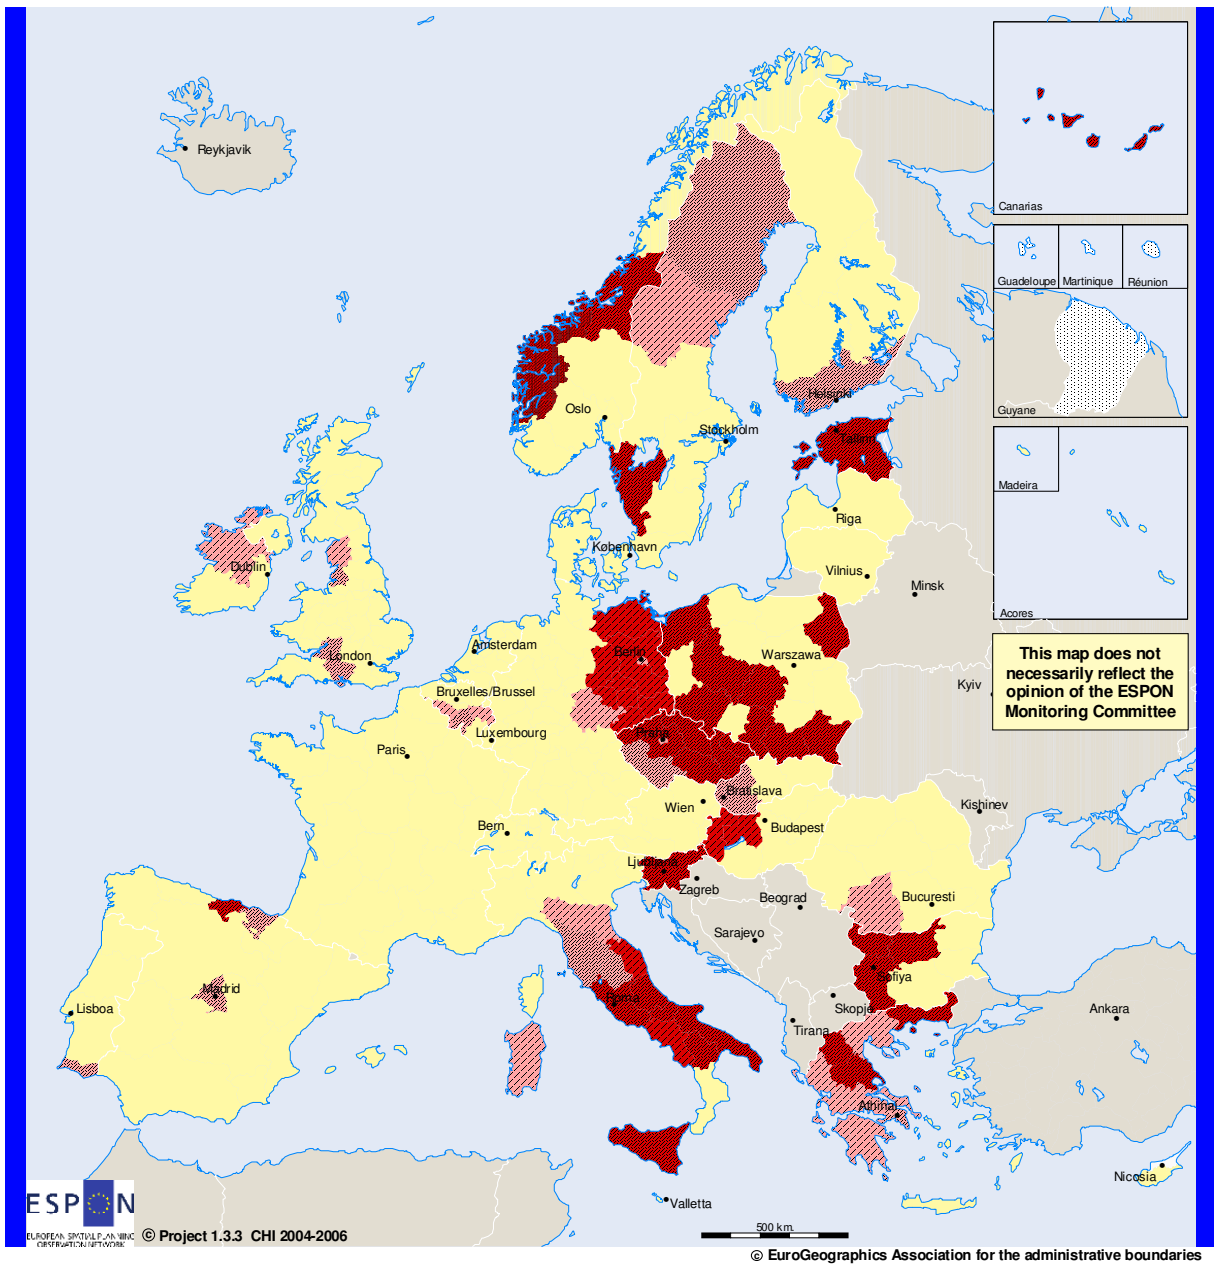 Reykjavik
Canarias
Guadeloupe
Martinique
Réunion
Guyane
Madeira
Acores
This map does not
necessarily reflect the
opinion of the ESPON
Monitoring Committee
Oslo
Stockholm
Helsinki
Tallinn
Riga
København
Vilnius
Minsk
Dublin
London
Amsterdam
Berlin
Warszawa
Kyiv
Bruxelles/Brussel
Luxembourg
Praha
Paris
Bratislava
Wien
Kishinev
Bern
Budapest
Ljubljana
Zagreb
Beograd
Bucuresti
Sarajevo
Sofiya
Madrid
Lisboa
Roma
Skopje
Tirana
Ankara
Athinai
Nicosia
Valletta
ESPON
EUROPEAN SPATIAL PLANNING
OBSERVATION NETWORK
© Project 1.3.3 CHI 2004-2006
500 km.
© EuroGeographics Association for the administrative boundaries